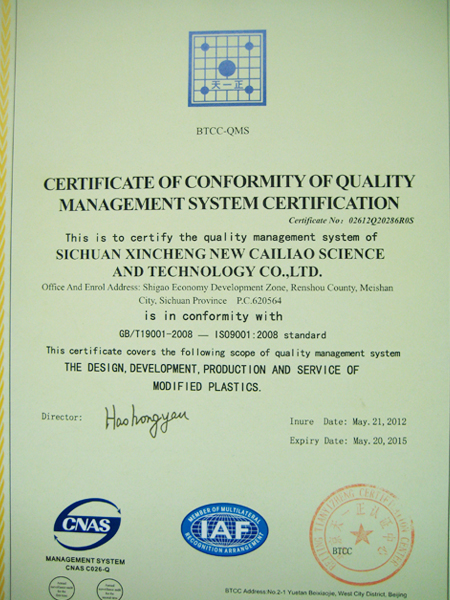 天一正
BTCC-QMS
CERTIFICATE OF CONFORMITY OF QUALITY
MANAGEMENT SYSTEM CERTIFICATION
Certificate No: 02612Q20286R0S
This is to certify the quality management system of
SICHUAN XINCHENG NEW CAILIAO SCIENCE
AND TECHNOLOGY CO.,LTD.
Office And Enrol Address: Shigao Economy Development Zone, Renshou County, Meishan
City, Sichuan Province P.C.620564
is in conformity with
GB/T19001-2008 — ISO9001:2008 standard
This certificate covers the following scope of quality management system
THE DESIGN, DEVELOPMENT, PRODUCTION AND SERVICE OF
MODIFIED PLASTICS.
Director: Haohongyan
Inure Date: May. 21, 2012
Expiry Date: May. 20, 2015
CNAS
MANAGEMENT SYSTEM
CNAS C026-Q
MEMBER OF MULTILATERAL
IAF
RECOGNITION ARRANGEMENT
BTCC
BTCC Address:No.2-1 Yuetan Beixiaojie, West City District, Beijing